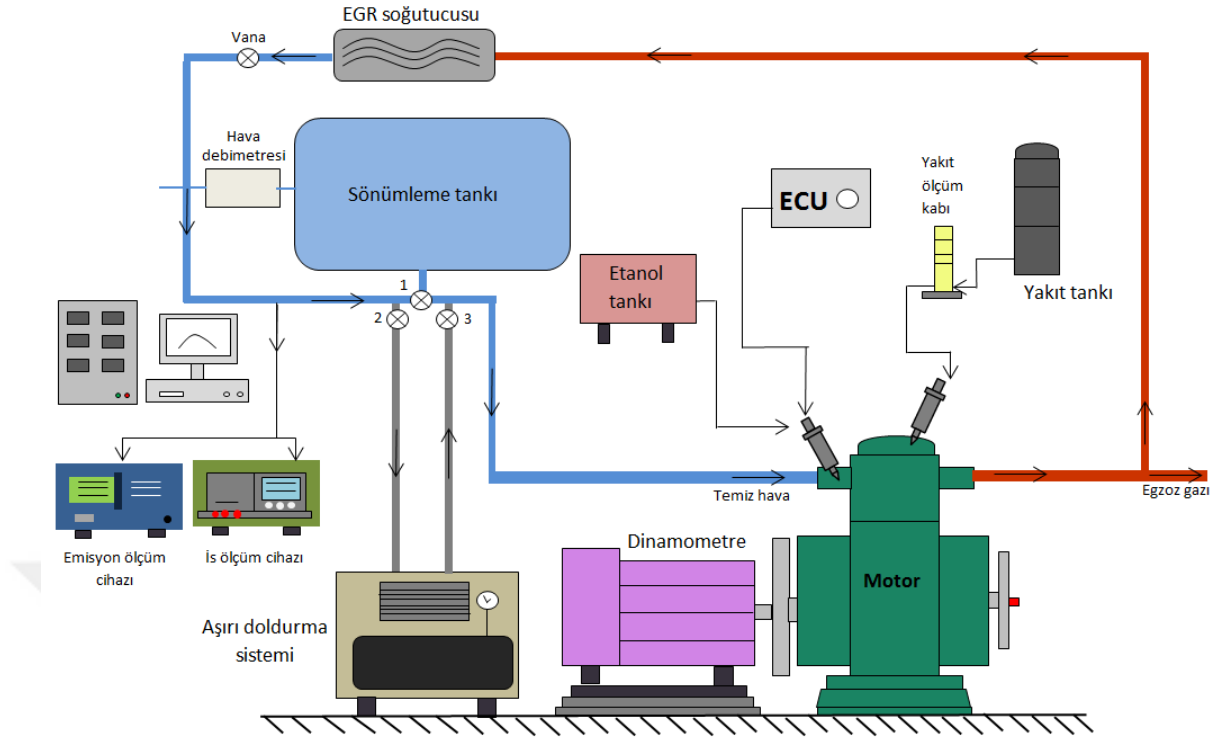 EGR soğutucusu
Vana
Hava
debimetresi
Sönümleme tankı
ECU
Yakıt
ölçüm
kabı
Yakıt tankı
Etanol
tankı
1
2
3
Temiz hava
Egzoz gazı
Emisyon ölçüm
cihazı
İs ölçüm cihazı
Dinamometre
Motor
Aşırı doldurma
sistemi